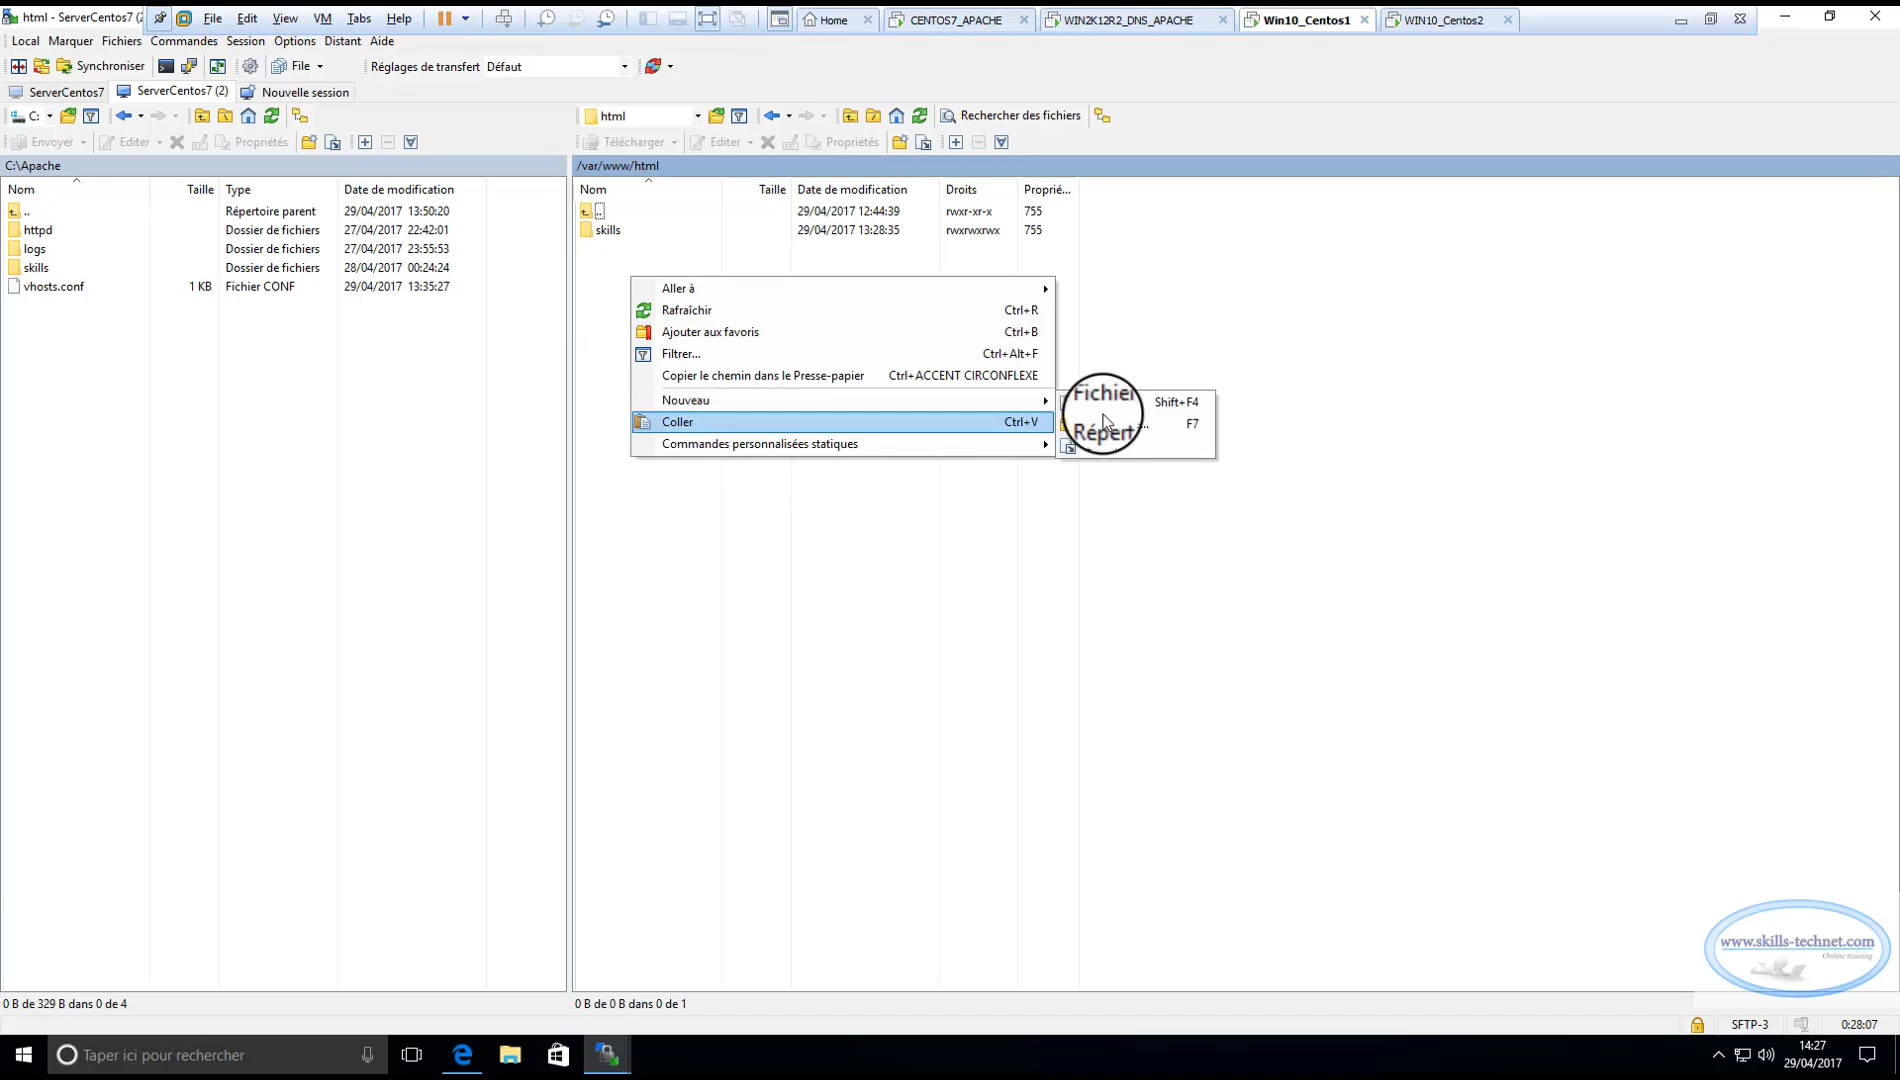 html - ServerCentos7 (2
File Edit View VM Tabs Help
Home
CENTOS7_APACHE
WIN2K12R2_DNS_APACHE
Win10_Centos1
WIN10_Centos2
Local Marquer Fichiers Commandes Session Options Distant Aide
Synchroniser
File
Réglages de transfert Défaut
ServerCentos7
ServerCentos7 (2)
Nouvelle session
C:
html
Rechercher des fichiers
Envoyer Editer Propriétés
Télécharger Editer Propriétés
C:\Apache
/var/www/html
Nom Taille Type Date de modification
.. Répertoire parent 29/04/2017 13:50:20
httpd Dossier de fichiers 27/04/2017 22:42:01
logs Dossier de fichiers 27/04/2017 23:55:53
skills Dossier de fichiers 28/04/2017 00:24:24
vhosts.conf 1 KB Fichier CONF 29/04/2017 13:35:27
Nom Taille Date de modification Droits Proprié...
.. 29/04/2017 12:44:39 rwxr-xr-x 755
skills 29/04/2017 13:28:35 rwxrwxrwx 755
Aller à
Rafraîchir Ctrl+R
Ajouter aux favoris Ctrl+B
Filtrer... Ctrl+Alt+F
Copier le chemin dans le Presse-papier Ctrl+ACCENT CIRCONFLEXE
Nouveau
Coller Ctrl+V
Commandes personnalisées statiques
Fichier Shift+F4
Répert... F7
www.skills-technet.com
Online training
0 B de 329 B dans 0 de 4
0 B de 0 B dans 0 de 1
SFTP-3
0:28:07
Taper ici pour rechercher
14:27
29/04/2017